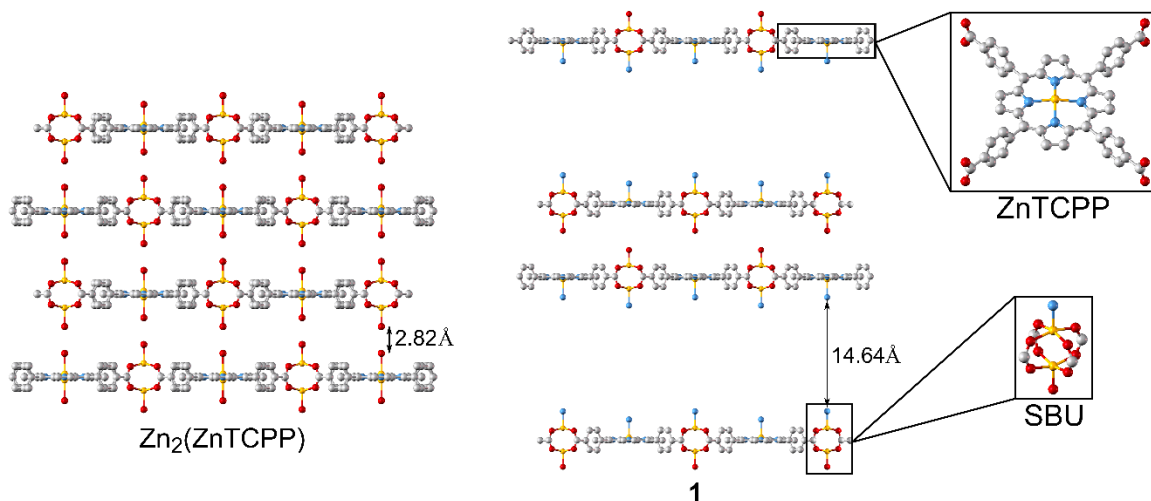 ZnTCPP
2.82Å
14.64Å
Zn₂(ZnTCPP)
SBU
1